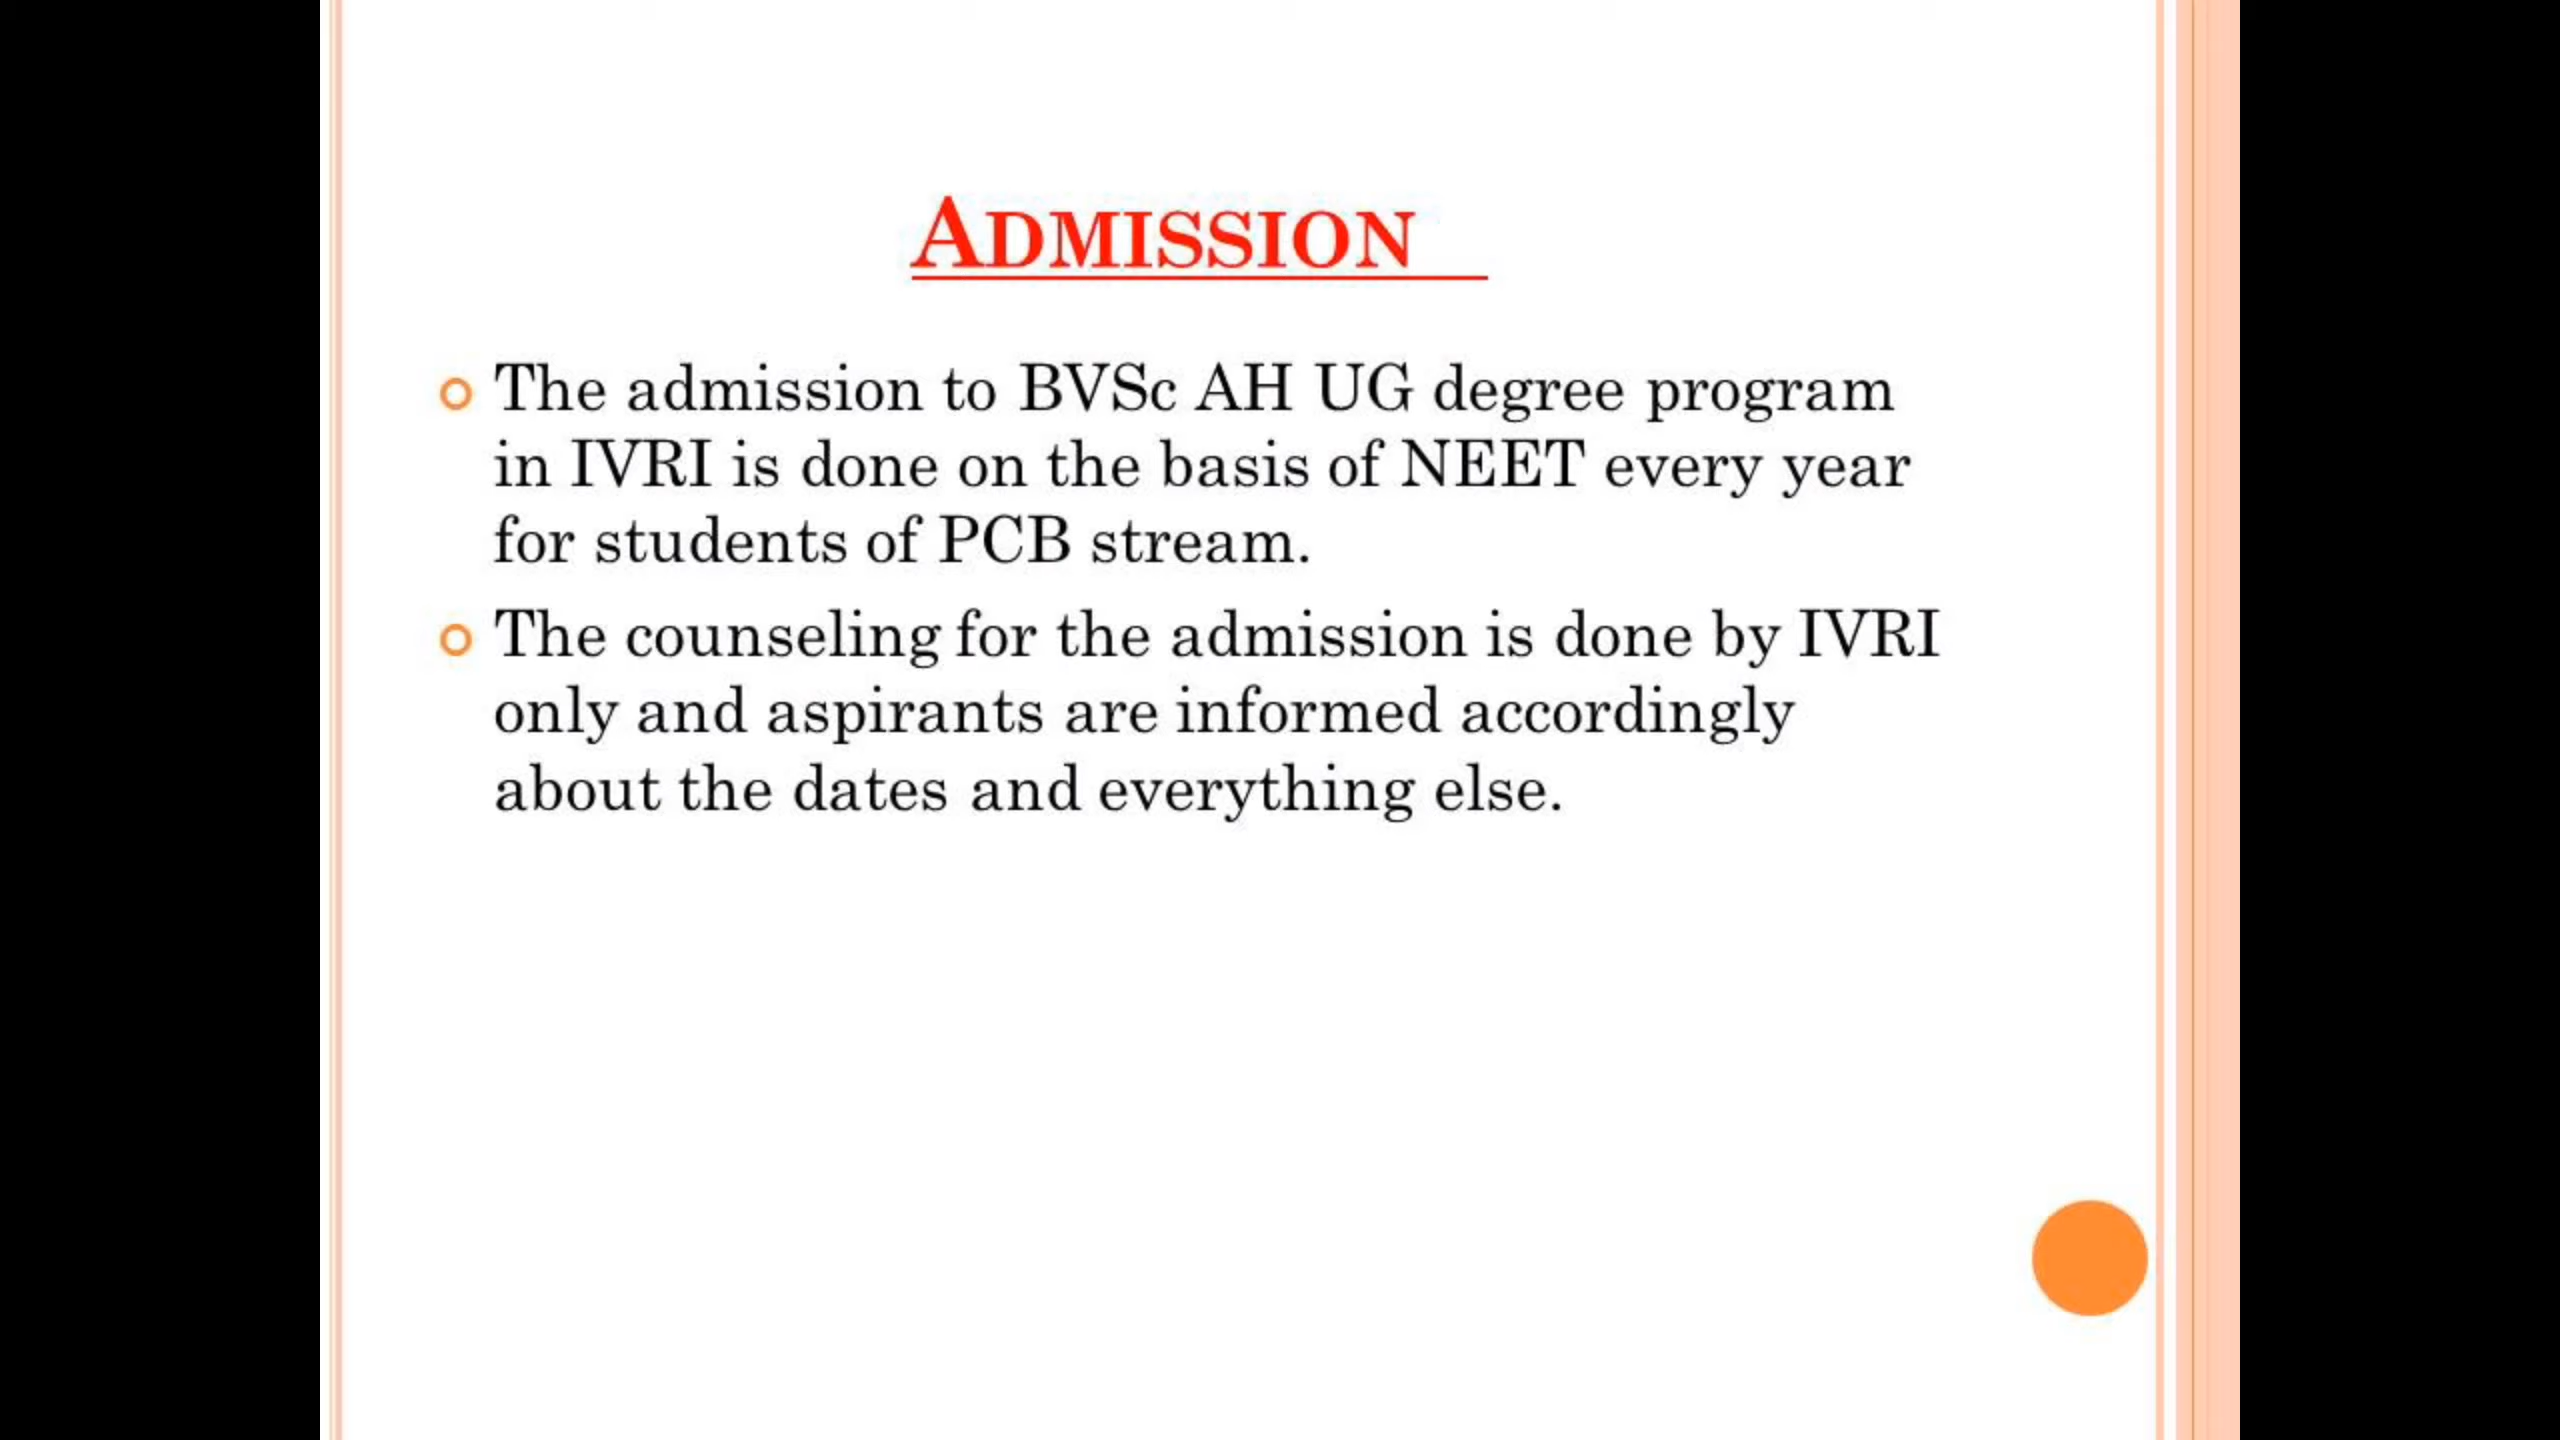 ADMISSION
The admission to BVSc AH UG degree program
in IVRI is done on the basis of NEET every year
for students of PCB stream.
The counseling for the admission is done by IVRI
only and aspirants are informed accordingly
about the dates and everything else.